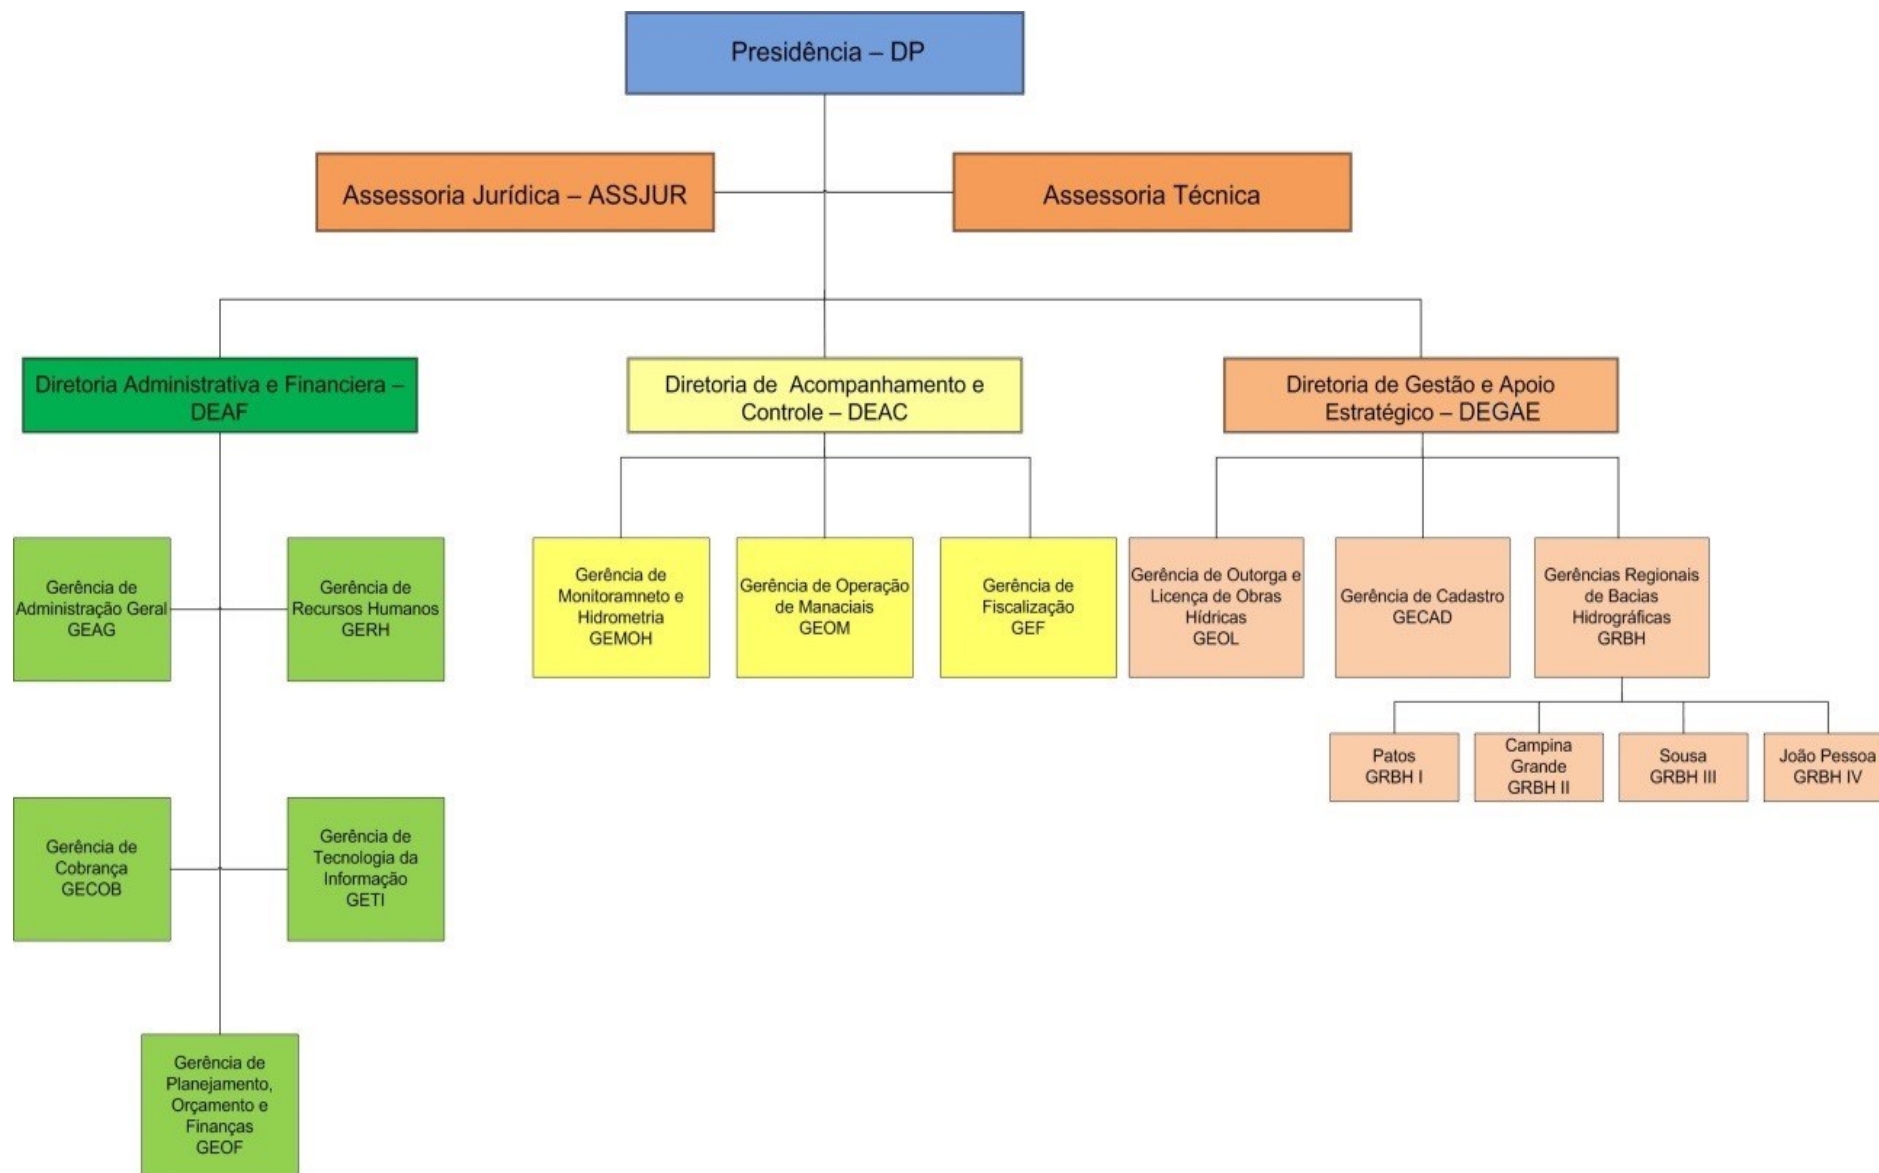 Presidência – DP
Assessoria Jurídica – ASSJUR
Assessoria Técnica
Diretoria Administrativa e Financiera –
DEAF
Diretoria de Acompanhamento e
Controle – DEAC
Diretoria de Gestão e Apoio
Estratégico – DEGAE
Gerência de
Administração Geral
GEAG
Gerência de
Recursos Humanos
GERH
Gerência de
Monitoramneto e
Hidrometria
GEMOH
Gerência de Operação
de Manaciais
GEOM
Gerência de
Fiscalização
GEF
Gerência de Outorga e
Licença de Obras
Hídricas
GEOL
Gerência de Cadastro
GECAD
Gerências Regionais
de Bacias
Hidrográficas
GRBH
Patos
GRBH I
Campina
Grande
GRBH II
Sousa
GRBH III
João Pessoa
GRBH IV
Gerência de
Cobrança
GECOB
Gerência de
Tecnologia da
Informação
GETI
Gerência de
Planejamento,
Orçamento e
Finanças
GEOF